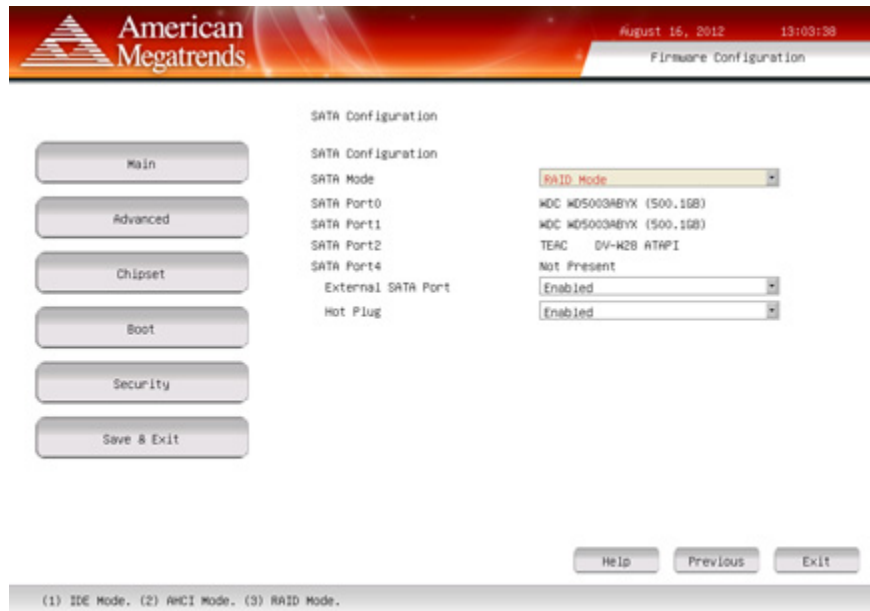 American
Megatrends
August 16, 2012 13:03:38
Firmware Configuration
Main
Advanced
Chipset
Boot
Security
Save & Exit
SATA Configuration
SATA Configuration
SATA Mode RAID Mode
SATA Port0 WDC WD5003ABYX (500.1GB)
SATA Port1 WDC WD5003ABYX (500.1GB)
SATA Port2 TEAC DV-W28 ATAPI
SATA Port4 Not Present
External SATA Port Enabled
Hot Plug Enabled
Help Previous Exit
(1) IDE Mode. (2) AHCI Mode. (3) RAID Mode.